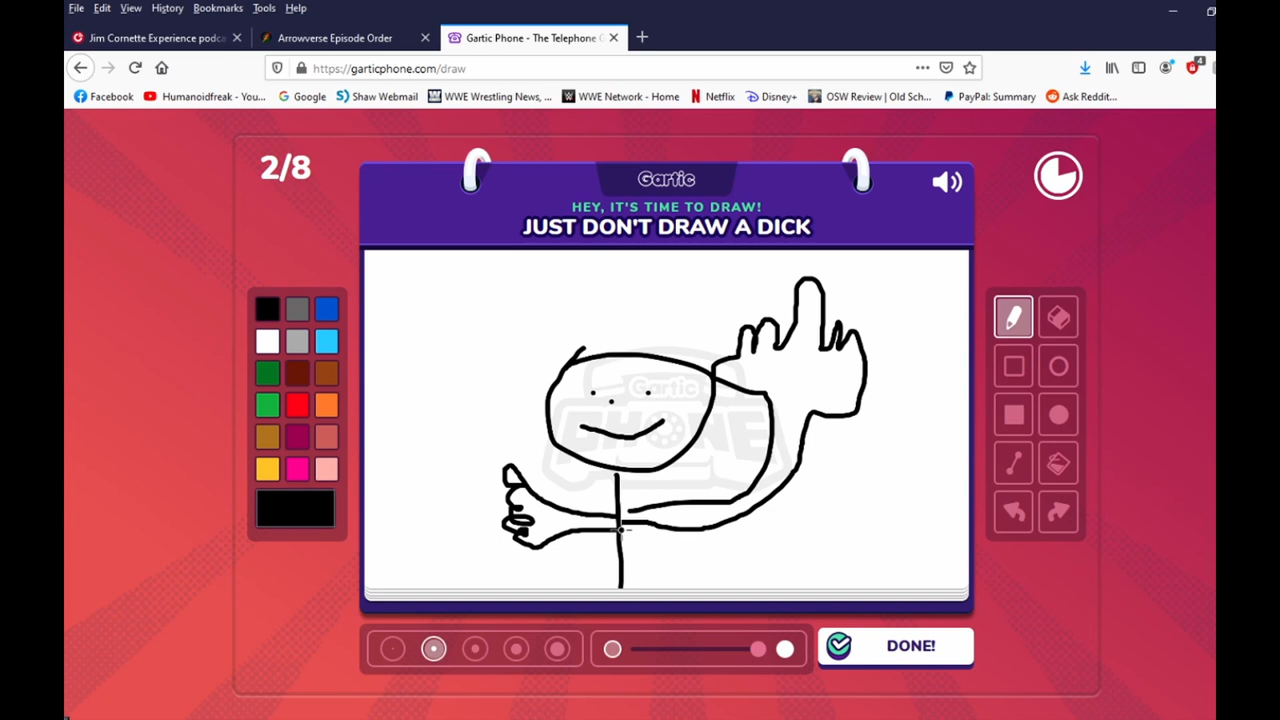 File Edit View History Bookmarks Tools Help
Jim Cornette Experience podca
Arrowverse Episode Order
Gartic Phone - The Telephone G
https://garticphone.com/draw
4
Facebook
Humanoidfreak - You...
Google
Shaw Webmail
WWE Wrestling News, ...
WWE Network - Home
Netflix
Disney+
OSW Review | Old Sch...
PayPal: Summary
Ask Reddit...
2/8
Gartic
HEY, IT'S TIME TO DRAW!
JUST DON'T DRAW A DICK
Gartic
PHONE
DONE!